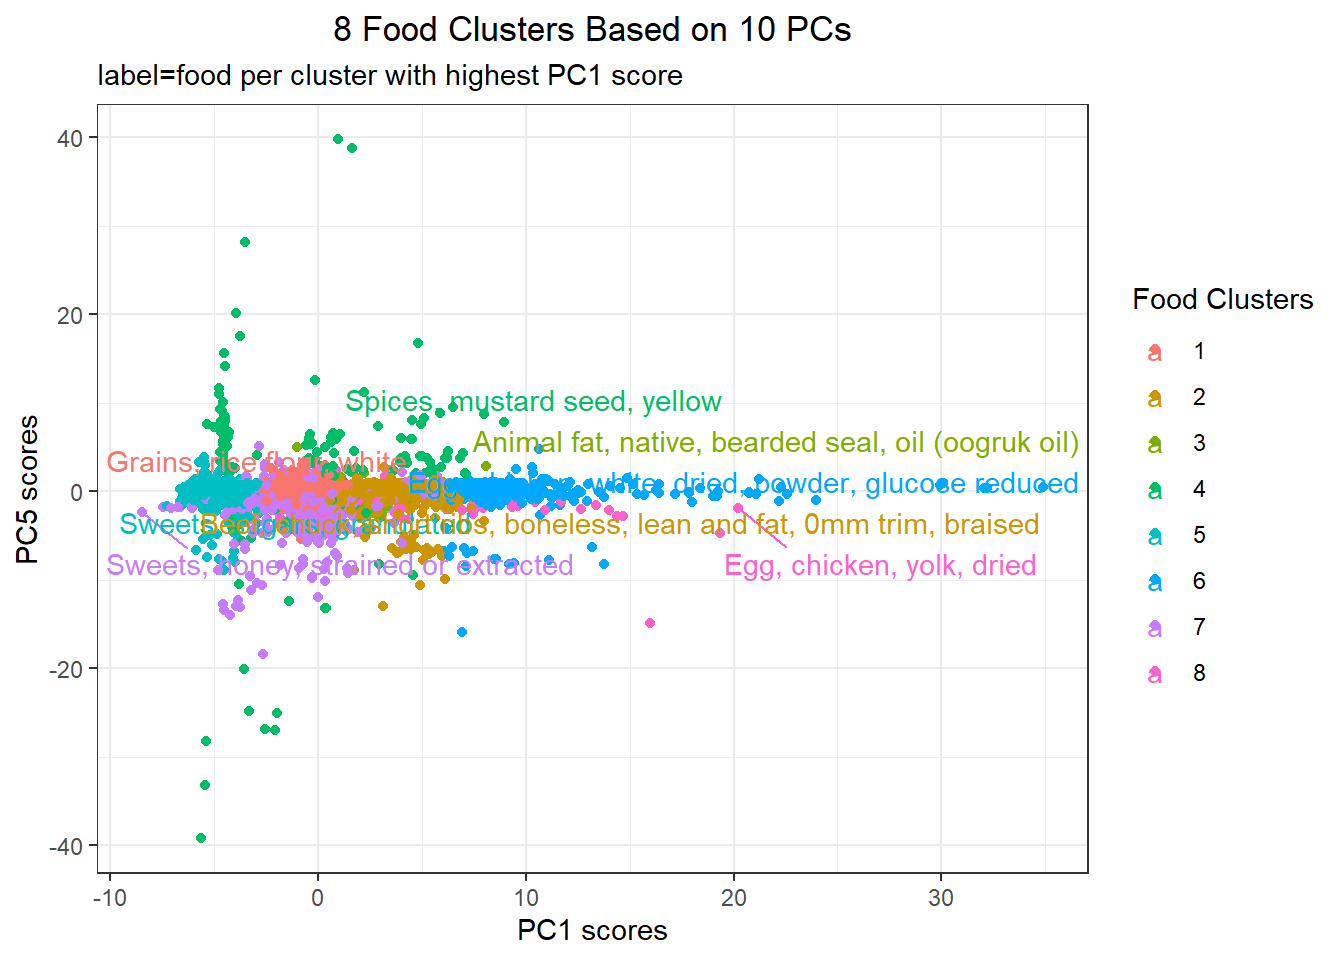 8 Food Clusters Based on 10 PCs
label=food per cluster with highest PC1 score
PC5 scores
40
20
0
-20
-40
Spices, mustard seed, yellow
Animal fat, native, bearded seal, oil (oogruk oil)
Grains, rice flour, white
Egg, white, dried, powder, glucose reduced
Sweets
boneless, lean and fat, 0mm trim, braised
Sweets, honey, strained or extracted
Egg, chicken, yolk, dried
-10
0
10
20
30
PC1 scores
Food Clusters
a 1
a 2
a 3
a 4
a 5
a 6
a 7
a 8